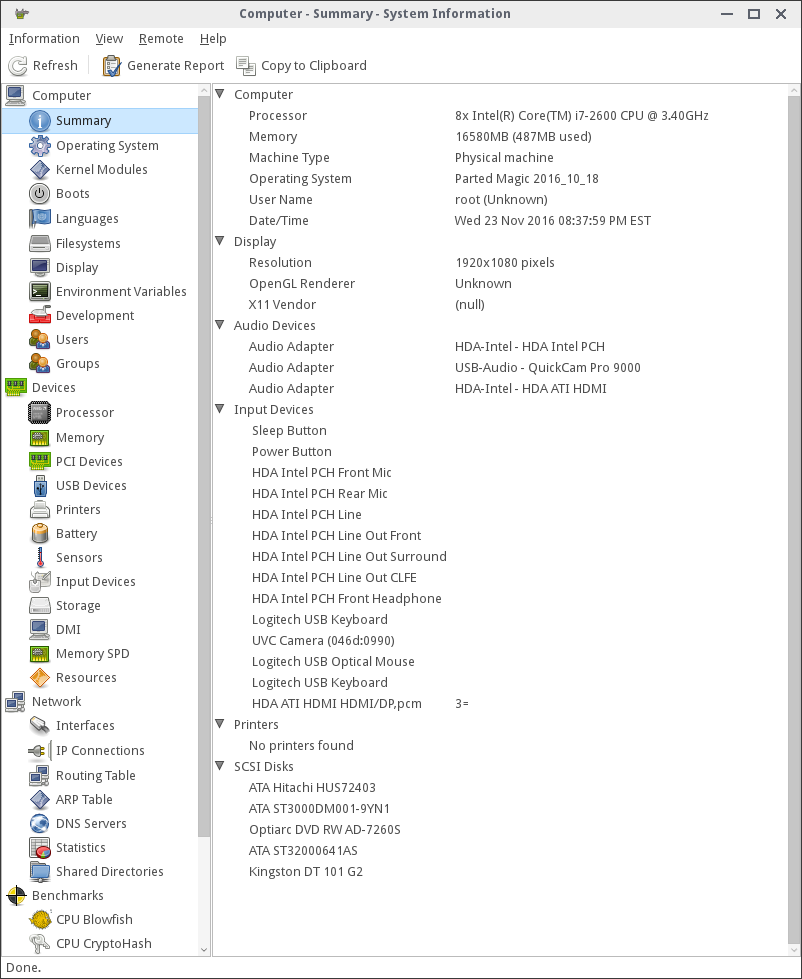 Computer - Summary - System Information
Information View Remote Help
Refresh Generate Report Copy to Clipboard
Computer
Summary
Operating System
Kernel Modules
Boots
Languages
Filesystems
Display
Environment Variables
Development
Users
Groups
Devices
Processor
Memory
PCI Devices
USB Devices
Printers
Battery
Sensors
Input Devices
Storage
DMI
Memory SPD
Resources
Network
Interfaces
IP Connections
Routing Table
ARP Table
DNS Servers
Statistics
Shared Directories
Benchmarks
CPU Blowfish
CPU CryptoHash
Computer
Processor 8x Intel(R) Core(TM) i7-2600 CPU @ 3.40GHz
Memory 16580MB (487MB used)
Machine Type Physical machine
Operating System Parted Magic 2016_10_18
User Name root (Unknown)
Date/Time Wed 23 Nov 2016 08:37:59 PM EST
Display
Resolution 1920x1080 pixels
OpenGL Renderer Unknown
X11 Vendor (null)
Audio Devices
Audio Adapter HDA-Intel - HDA Intel PCH
Audio Adapter USB-Audio - QuickCam Pro 9000
Audio Adapter HDA-Intel - HDA ATI HDMI
Input Devices
Sleep Button
Power Button
HDA Intel PCH Front Mic
HDA Intel PCH Rear Mic
HDA Intel PCH Line
HDA Intel PCH Line Out Front
HDA Intel PCH Line Out Surround
HDA Intel PCH Line Out CLFE
HDA Intel PCH Front Headphone
Logitech USB Keyboard
UVC Camera (046d:0990)
Logitech USB Optical Mouse
Logitech USB Keyboard
HDA ATI HDMI HDMI/DP,pcm 3=
Printers
No printers found
SCSI Disks
ATA Hitachi HUS72403
ATA ST3000DM001-9YN1
Optiarc DVD RW AD-7260S
ATA ST32000641AS
Kingston DT 101 G2
Done.